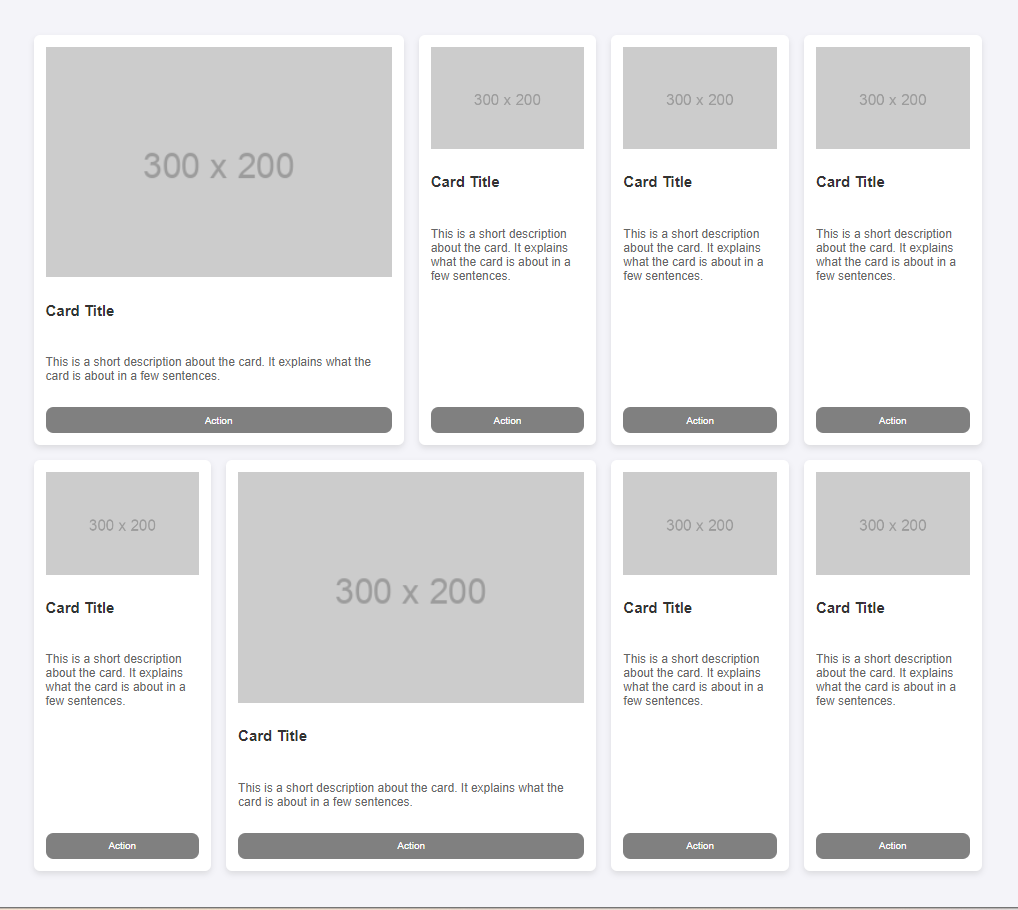 300 x 200
Card Title
This is a short description about the card. It explains what the
card is about in a few sentences.
Action
300 x 200
Card Title
This is a short description
about the card. It explains
what the card is about in a
few sentences.
Action
300 x 200
Card Title
This is a short description
about the card. It explains
what the card is about in a
few sentences.
Action
300 x 200
Card Title
This is a short description
about the card. It explains
what the card is about in a
few sentences.
Action
300 x 200
Card Title
This is a short description
about the card. It explains
what the card is about in a
few sentences.
Action
300 x 200
Card Title
This is a short description about the card. It explains what the
card is about in a few sentences.
Action
300 x 200
Card Title
This is a short description
about the card. It explains
what the card is about in a
few sentences.
Action
300 x 200
Card Title
This is a short description
about the card. It explains
what the card is about in a
few sentences.
Action